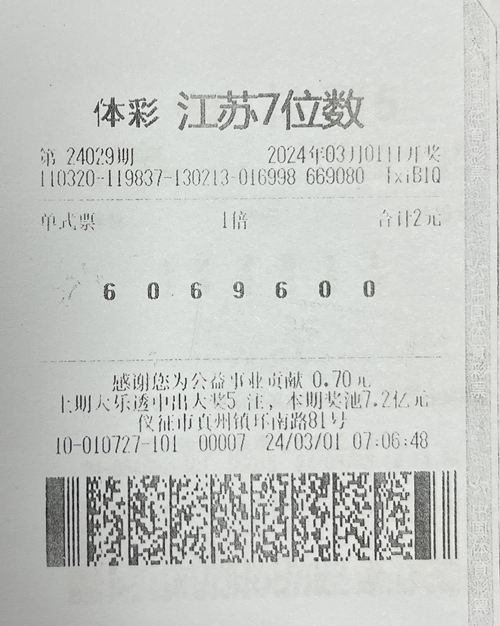 体彩 江苏7位数
第 24029期 2024年03月01日开奖
110320-119837-130213-016998 669080 IxiB1Q
单式票 1倍 合计2元
6 0 6 9 6 0 0
感谢您为公益事业贡献 0.70元
上期大乐透中出大奖5 注，本期奖池7.2亿元
仪征市真州镇环南路81号
10-010727-101 00007 24/03/01 07:06:48